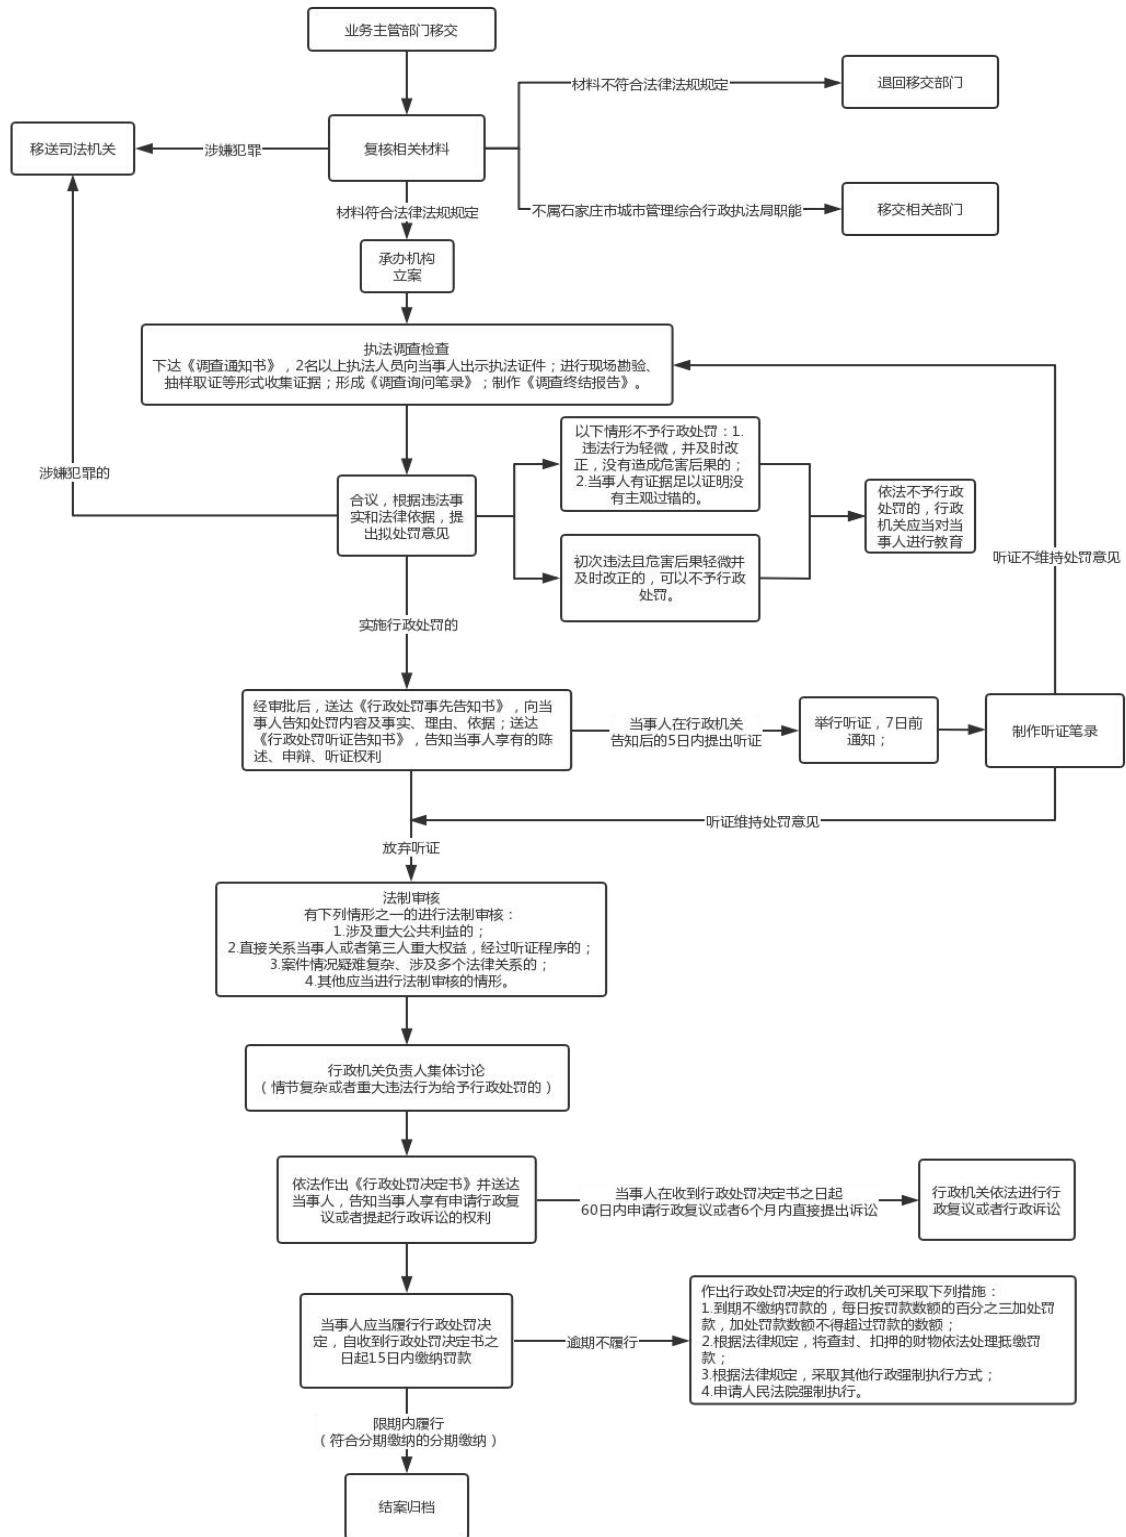 业务主管部门移交
材料不符合法律法规规定
退回移交部门
移送司法机关
涉嫌犯罪
复核相关材料
不属石家庄市城市管理综合行政执法局职能
移交相关部门
材料符合法律法规规定
承办机构
立案
执法调查检查
下达《调查通知书》，2名以上执法人员向当事人出示执法证件；进行现场勘验、
抽样取证等形式收集证据；形成《调查询问笔录》；制作《调查终结报告》。
涉嫌犯罪的
合议，根据违法事
实和法律依据，提
出拟处罚意见
以下情形不予行政处罚：1.
违法行为轻微，并及时改
正，没有造成危害后果的；
2.当事人有证据足以证明没
有主观过错的。
初次违法且危害后果轻微并
及时改正的，可以不予行政
处罚。
依法不予行政
处罚的，行政
机关应当对当
事人进行教育
听证不维持处罚意见
实施行政处罚的
经审批后，送达《行政处罚事先告知书》，向当
事人告知处罚内容及事实、理由、依据；送达
《行政处罚听证告知书》，告知当事人享有的陈
述、申辩、听证权利
当事人在行政机关
告知后的5日内提出听证
举行听证，7日前
通知；
制作听证笔录
听证维持处罚意见
放弃听证
法制审核
有下列情形之一的进行法制审核：
1.涉及重大公共利益的；
2.直接关系当事人或者第三人重大权益，经过听证程序的；
3.案件情况疑难复杂、涉及多个法律关系的；
4.其他应当进行法制审核的情形。
行政机关负责人集体讨论
（情节复杂或者重大违法行为给予行政处罚的）
依法作出《行政处罚决定书》并送达
当事人，告知当事人享有申请行政复
议或者提起行政诉讼的权利
当事人在收到行政处罚决定书之日起
60日内申请行政复议或者6个月内直接提出诉讼
行政机关依法进行行
政复议或者行政诉讼
当事人应当履行行政处罚决
定，自收到行政处罚决定书之
日起15日内缴纳罚款
逾期不履行
作出行政处罚决定的行政机关可采取下列措施：
1.到期不缴纳罚款的，每日按罚款数额的百分之三加处罚
款，加处罚款数额不得超过罚款的数额；
2.根据法律规定，将查封、扣押的财物依法处理抵缴罚
款；
3.根据法律规定，采取其他行政强制执行方式；
4.申请人民法院强制执行。
限期内履行
（符合分期缴纳的分期缴纳）
结案归档